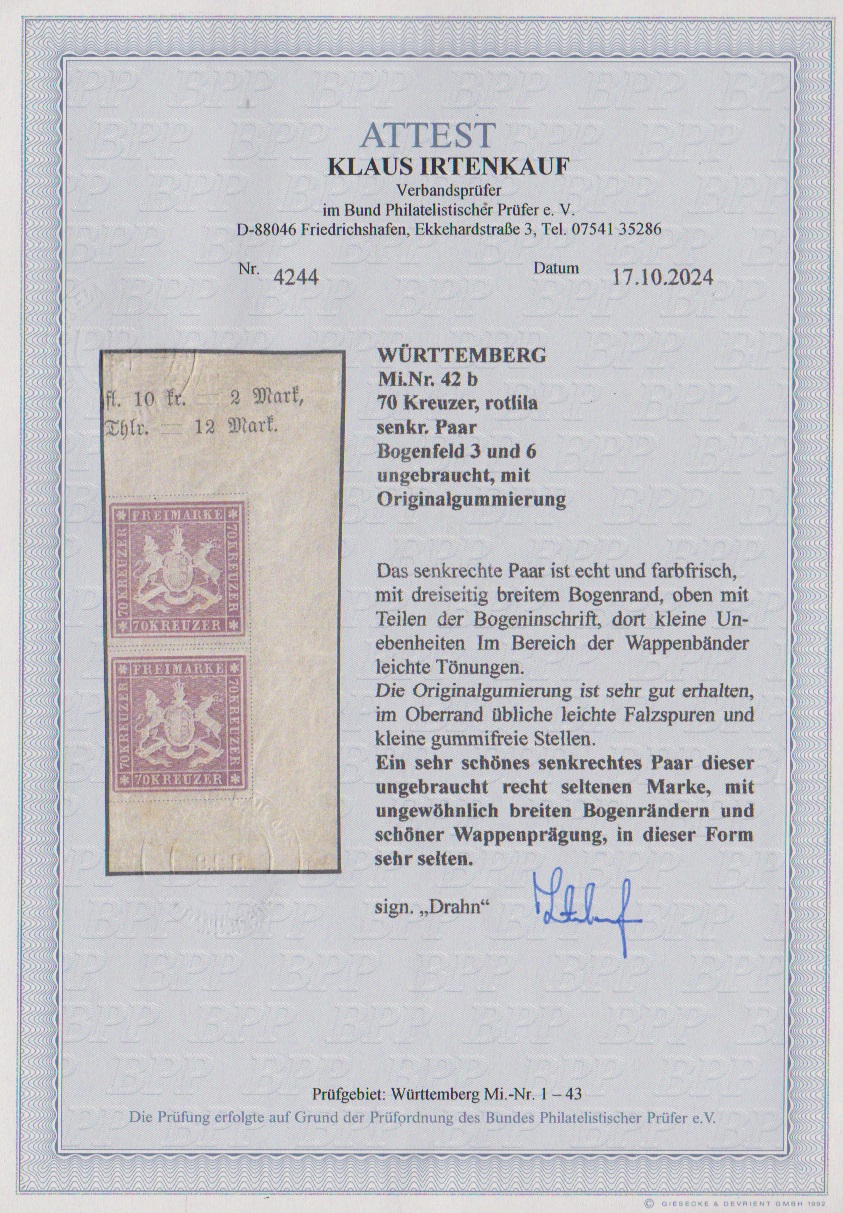 ATTEST
KLAUS IRTENKAUF
Verbandsprüfer
im Bund Philatelistischer Prüfer e. V.
D-88046 Friedrichshafen, Ekkehardstraße 3, Tel. 07541 35286
Nr. 4244 Datum 17.10.2024
fl. 10 kr. = 2 Mark,
Thlr. = 12 Mark.
FREIMARKE
70 KREUZER
70 KREUZER
70 KREUZER
FREIMARKE
70 KREUZER
70 KREUZER
70 KREUZER
WÜRTTEMBERG
Mi.Nr. 42 b
70 Kreuzer, rotlila
senkr. Paar
Bogenfeld 3 und 6
ungebraucht, mit
Originalgummierung
Das senkrechte Paar ist echt und farbfrisch,
mit dreiseitig breitem Bogenrand, oben mit
Teilen der Bogeninschrift, dort kleine Un-
ebenheiten Im Bereich der Wappenbänder
leichte Tönungen.
Die Originalgumierung ist sehr gut erhalten,
im Oberrand übliche leichte Falzspuren und
kleine gummifreie Stellen.
Ein sehr schönes senkrechtes Paar dieser
ungebraucht recht seltenen Marke, mit
ungewöhnlich breiten Bogenrändern und
schöner Wappenprägung, in dieser Form
sehr selten.
sign. „Drahn“
Prüfgebiet: Württemberg Mi.-Nr. 1 – 43
Die Prüfung erfolgte auf Grund der Prüfordnung des Bundes Philatelistischer Prüfer e.V.
© GIESECKE & DEVRIENT GMBH 1992